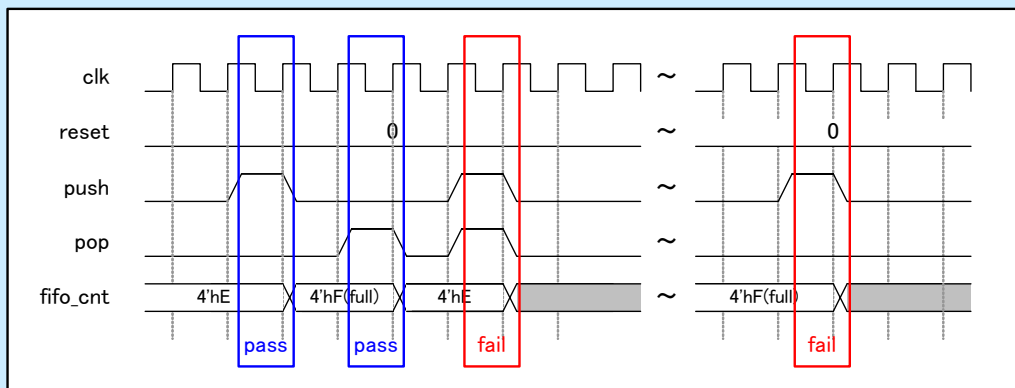 clk ~
reset 0 ~ 0
push ~
pop ~
fifo_cnt 4'hE 4'hF(full) 4'hE ~ 4'hF(full)
pass pass fail fail